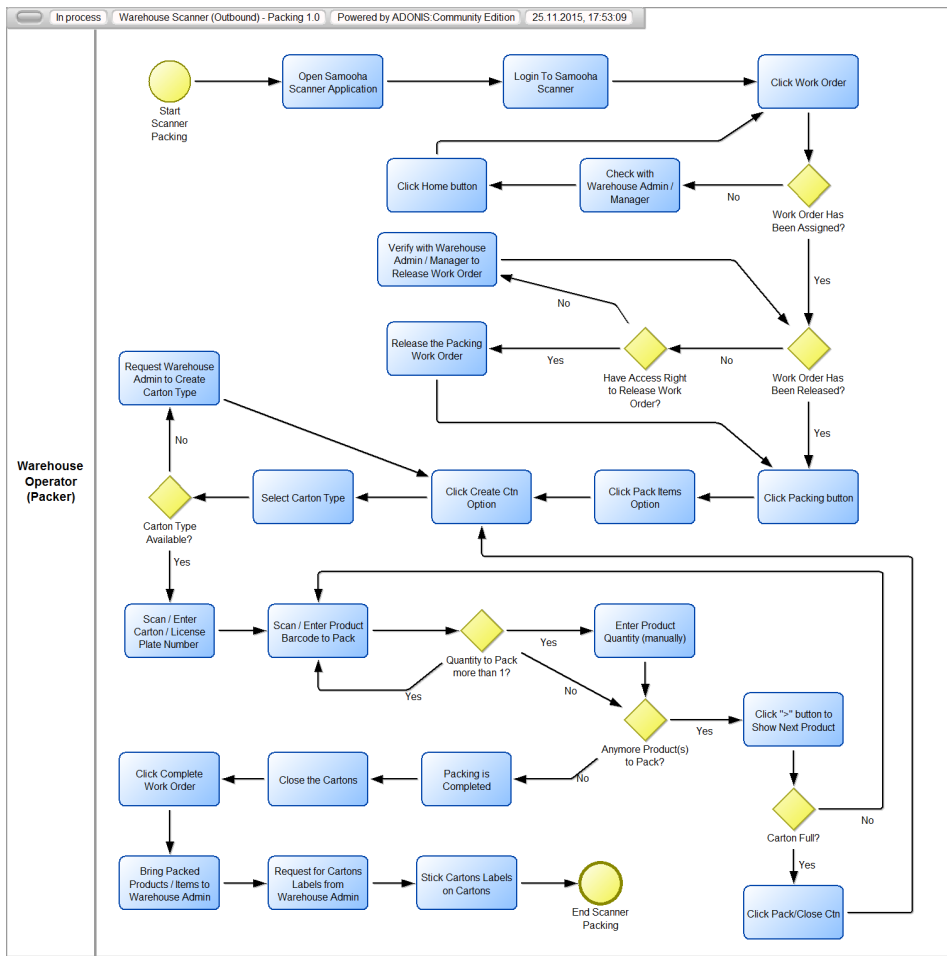 In process Warehouse Scanner (Outbound) - Packing 1.0 Powered by ADONIS:Community Edition 25.11.2015, 17:53:09
Warehouse
Operator
(Packer)
Start
Scanner
Packing
Open Samooha
Scanner Application
Login To Samooha
Scanner
Click Work Order
Click Home button
Check with
Warehouse Admin /
Manager
No
Work Order Has
Been Assigned?
Yes
Verify with Warehouse
Admin / Manager to
Release Work Order
No
Release the Packing
Work Order
Yes
Have Access Right
to Release Work
Order?
No
Work Order Has
Been Released?
Yes
Request Warehouse
Admin to Create
Carton Type
No
Carton Type
Available?
Yes
Select Carton Type
Click Create Ctn
Option
Click Pack Items
Option
Click Packing button
Scan / Enter
Carton / License
Plate Number
Scan / Enter Product
Barcode to Pack
Quantity to Pack
more than 1?
Yes
Yes
No
Enter Product
Quantity (manually)
Anymore Product(s)
to Pack?
Yes
No
Click ">" button to
Show Next Product
Carton Full?
No
Yes
Click Pack/Close Ctn
Packing is
Completed
Close the Cartons
Click Complete
Work Order
Bring Packed
Products / Items to
Warehouse Admin
Request for Cartons
Labels from
Warehouse Admin
Stick Cartons Labels
on Cartons
End Scanner
Packing